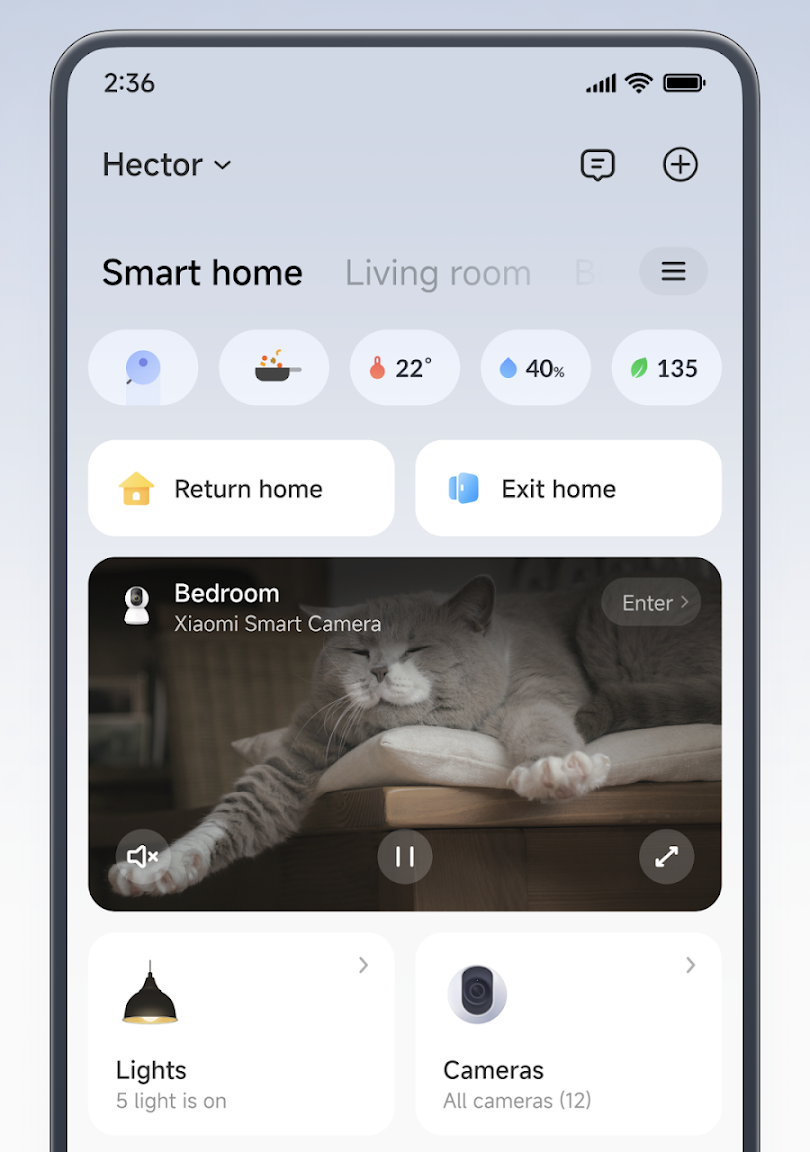 2:36
Hector
Smart home Living room
22° 40% 135
Return home Exit home
Bedroom
Xiaomi Smart Camera
Enter
Lights Cameras
5 light is on All cameras (12)